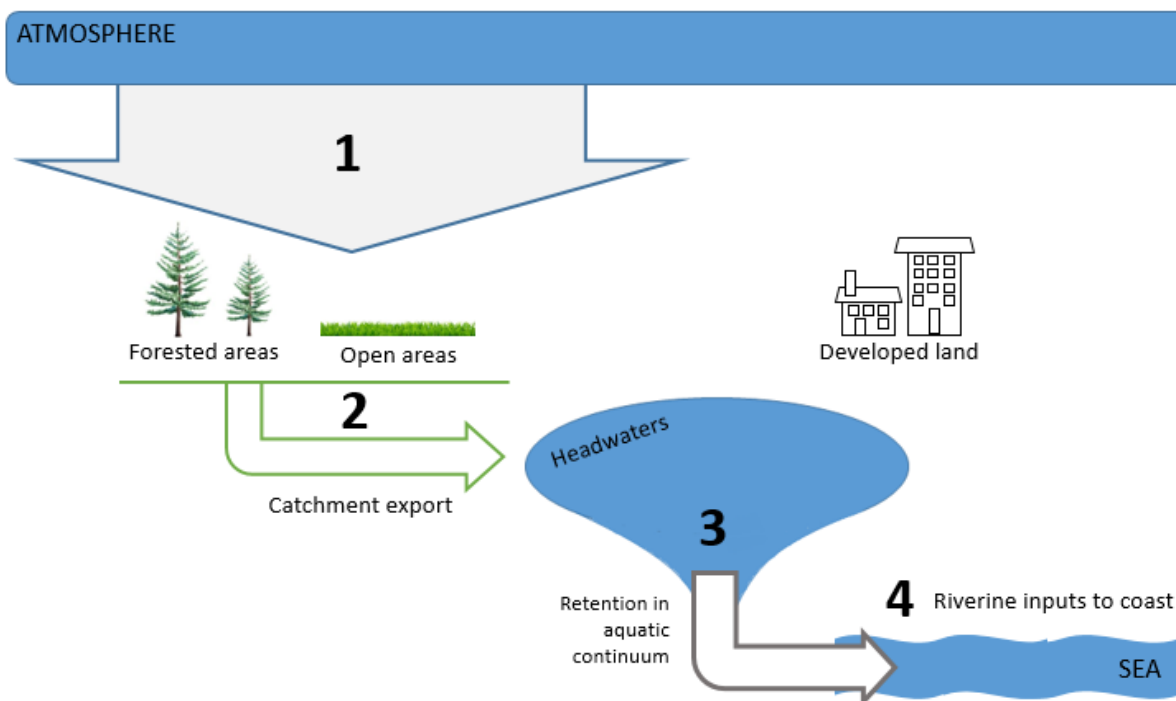 ATMOSPHERE
1
Forested areas
Open areas
Developed land
2
Headwaters
Catchment export
3
Retention in
aquatic
continuum
4 Riverine inputs to coast
SEA